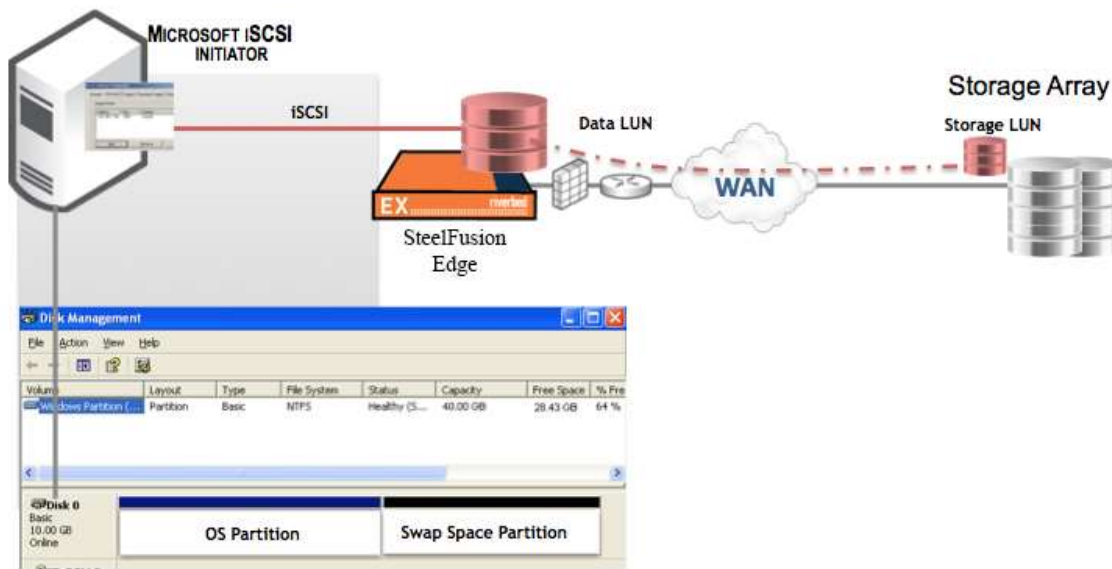 MICROSOFT iSCSI
INITIATOR
iSCSI
Data LUN
Storage Array
Storage LUN
WAN
EX
riverbed
SteelFusion
Edge
Disk Management
File Action View Help
Volume Layout Type File System Status Capacity Free Space % Fre
Windows Partition (... Partition Basic NTFS Healthy (S... 40.00 GB 28.43 GB 64 %
Disk 0
Basic
10.00 GB
Online
OS Partition
Swap Space Partition